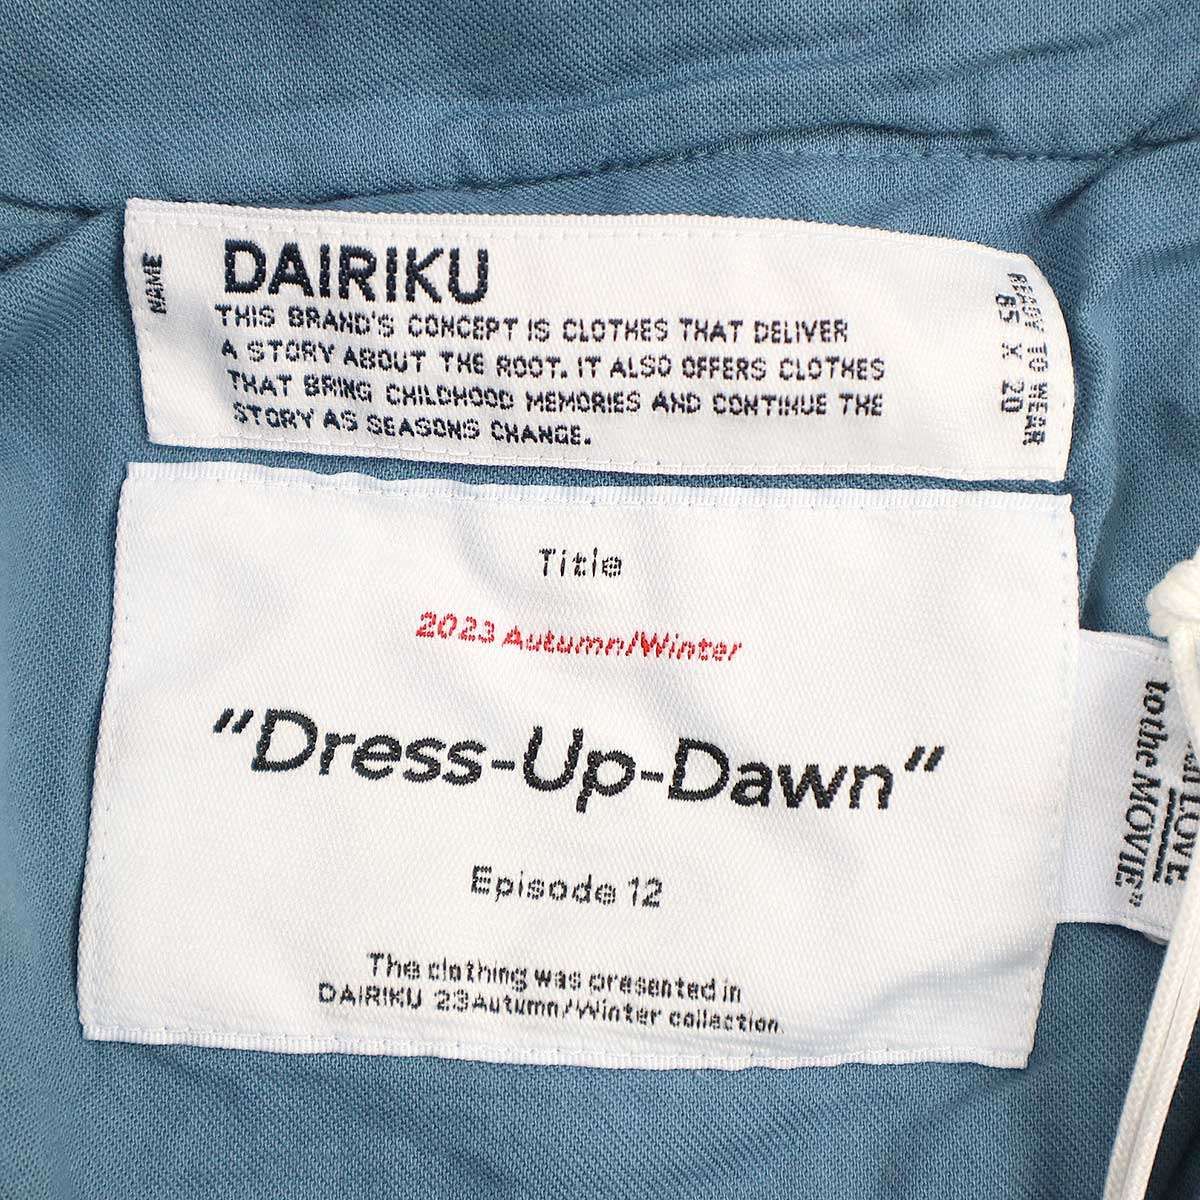 NAME
DAIRIKU
THIS BRAND'S CONCEPT IS CLOTHES THAT DELIVER
A STORY ABOUT THE ROOT. IT ALSO OFFERS CLOTHES
THAT BRING CHILDHOOD MEMORIES AND CONTINUE THE
STORY AS SEASONS CHANGE.
READY TO WEAR
85 X 20
Title
2023 Autumn/Winter
"Dress-Up-Dawn"
Episode 12
The clothing was presented in
DAIRIKU '23Autumn/Winter collection
LOVE
to the MOVIE"